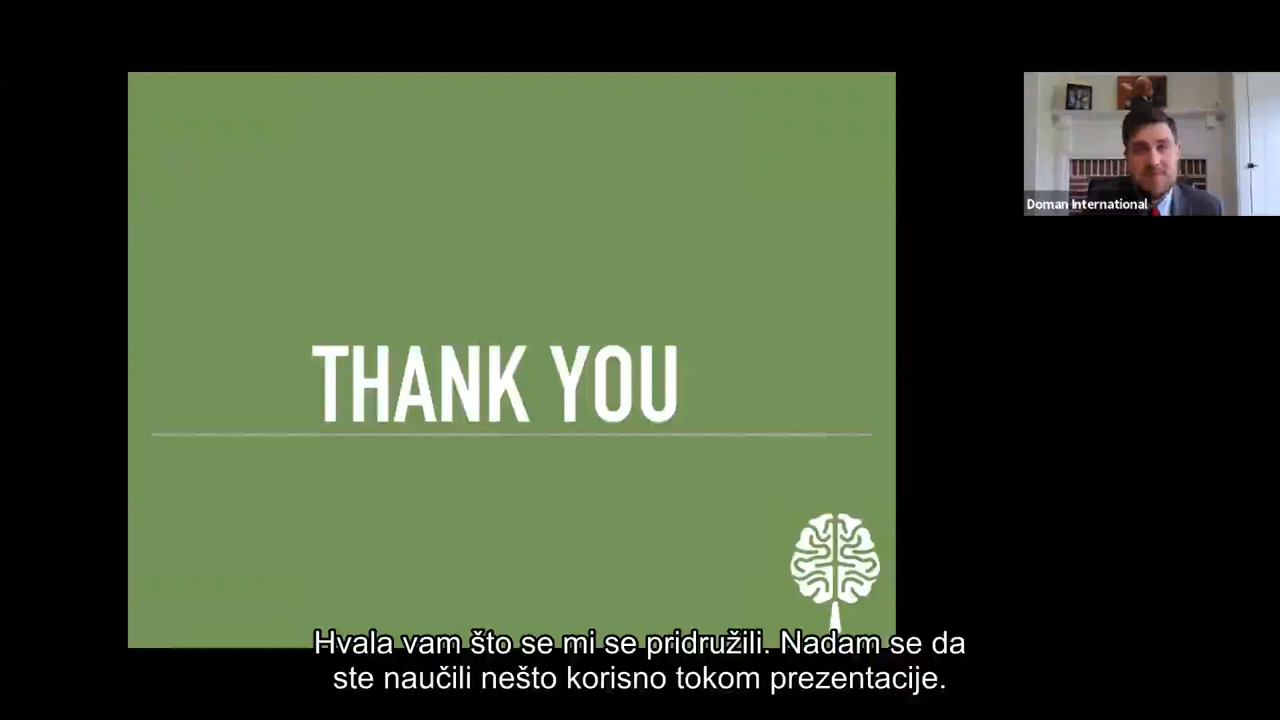 Doman International
THANK YOU
Hvala vam što se mi se pridružili. Nadam se da
ste naučili nešto korisno tokom prezentacije.